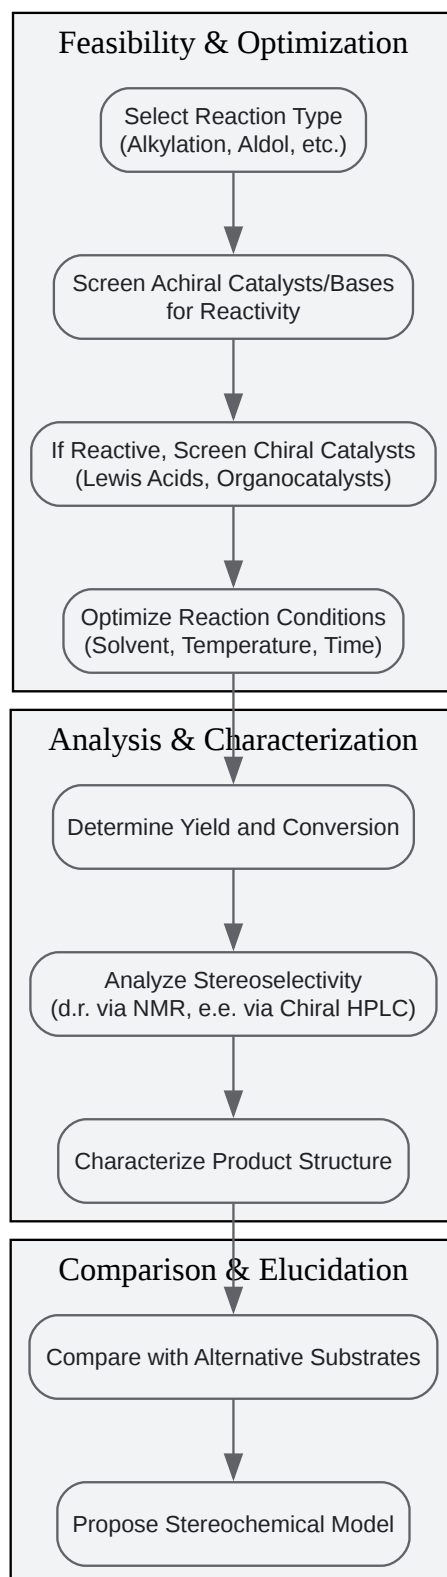 Feasibility & Optimization
Select Reaction Type
(Alkylation, Aldol, etc.)
Screen Achiral Catalysts/Bases
for Reactivity
If Reactive, Screen Chiral Catalysts
(Lewis Acids, Organocatalysts)
Optimize Reaction Conditions
(Solvent, Temperature, Time)
Analysis & Characterization
Determine Yield and Conversion
Analyze Stereoselectivity
(d.r. via NMR, e.e. via Chiral HPLC)
Characterize Product Structure
Comparison & Elucidation
Compare with Alternative Substrates
Propose Stereochemical Model